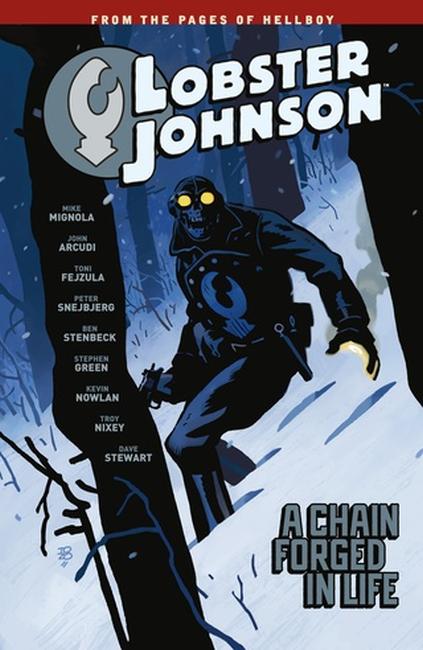 FROM THE PAGES OF HELLBOY
LOBSTER
JOHNSON™
MIKE
MIGNOLA
JOHN
ARCUDI
TONI
FEJZULA
PETER
SNEJBJERG
BEN
STENBECK
STEPHEN
GREEN
KEVIN
NOWLAN
TROY
NIXEY
DAVE
STEWART
A CHAIN
FORGED
IN LIFE